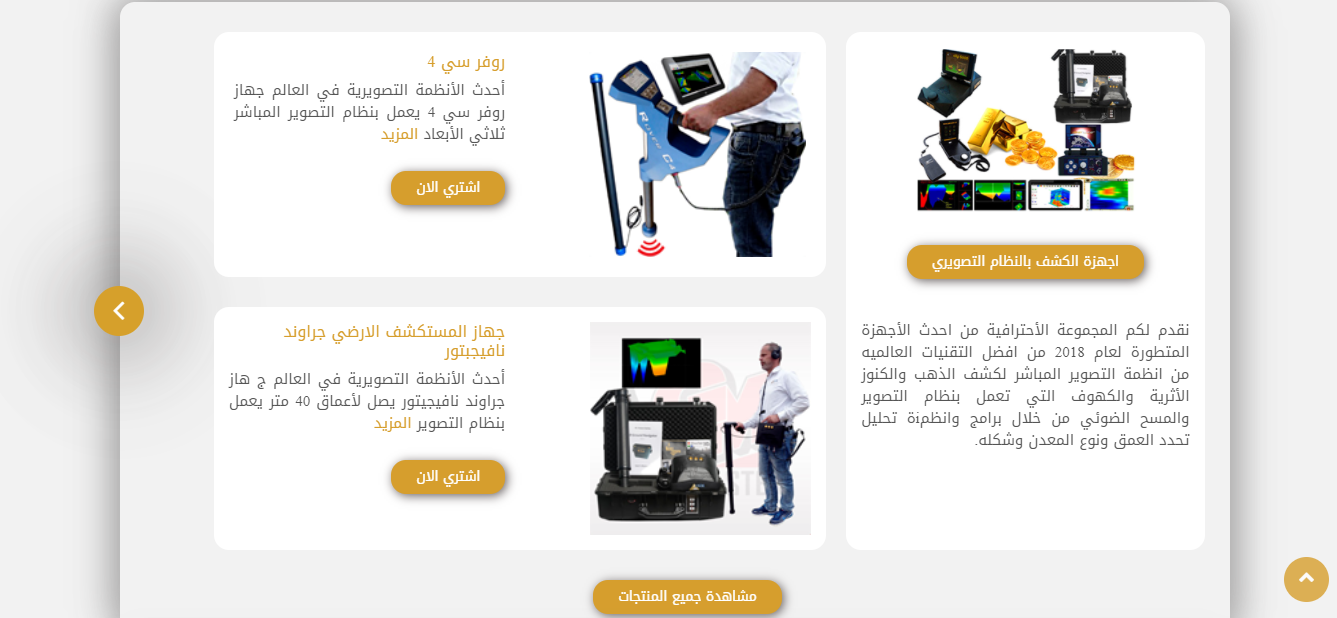 اجهزة الكشف بالنظام التصويري
نقدم لكم المجموعة الأحترافية من احدث الأجهزة
المتطورة لعام 2018 من افضل التقنيات العالميه
من انظمة التصوير المباشر لكشف الذهب والكنوز
الأثرية والكهوف التي تعمل بنظام التصوير
والمسح الضوئي من خلال برامج وانظمٔة تحليل
تحدد العمق ونوع المعدن وشكله.
روفر سي 4
أحدث الأنظمة التصويرية في العالم جهاز
روفر سي 4 يعمل بنظام التصوير المباشر
ثلاثي الأبعاد المزيد
اشتري الان
جهاز المستكشف الارضي جراوند
نافيجبتور
أحدث الأنظمة التصويرية في العالم ج هاز
جراوند نافيجيتور يصل لأعماق 40 متر يعمل
بنظام التصوير المزيد
اشتري الان
مشاهدة جميع المنتجات